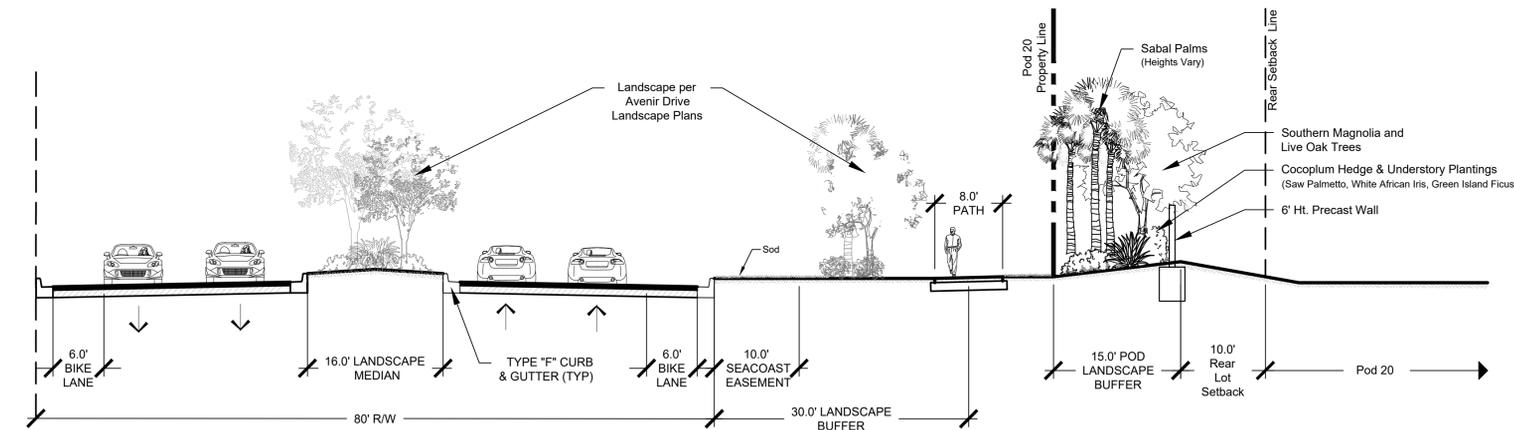 Pod 20
Property Line
Rear Setback Line
Sabal Palms
(Heights Vary)
Landscape per
Avenir Drive
Landscape Plans
Southern Magnolia and
Live Oak Trees
Cocoplum Hedge & Understory Plantings
(Saw Palmetto, White African Iris, Green Island Ficus
6' Ht. Precast Wall
8.0'
PATH
Sod
6.0'
BIKE
LANE
16.0' LANDSCAPE
MEDIAN
TYPE "F" CURB
& GUTTER (TYP)
6.0'
BIKE
LANE
10.0'
SEACOAST
EASEMENT
15.0' POD
LANDSCAPE
BUFFER
10.0'
Rear
Lot
Setback
Pod 20
80' R/W
30.0' LANDSCAPE
BUFFER